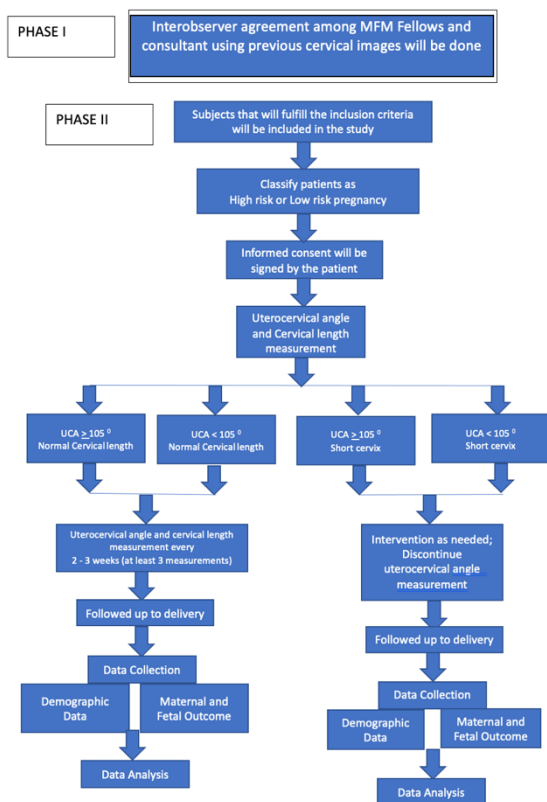 PHASE I
Interobserver agreement among MFM Fellows and
consultant using previous cervical images will be done
PHASE II
Subjects that will fulfill the inclusion criteria
will be included in the study
Classify patients as
High risk or Low risk pregnancy
Informed consent will be
signed by the patient
Uterocervical angle
and Cervical length
measurement
UCA ≥ 105 ⁰
Normal Cervical length
UCA < 105 ⁰
Normal Cervical length
UCA ≥ 105 ⁰
Short cervix
UCA < 105 ⁰
Short cervix
Uterocervical angle and cervical length
measurement every
2 - 3 weeks (at least 3 measurements)
Followed up to delivery
Data Collection
Demographic
Data
Maternal and
Fetal Outcome
Data Analysis
Intervention as needed;
Discontinue
uterocervical angle
measurement
Followed up to delivery
Data Collection
Demographic
Data
Maternal and
Fetal Outcome
Data Analysis